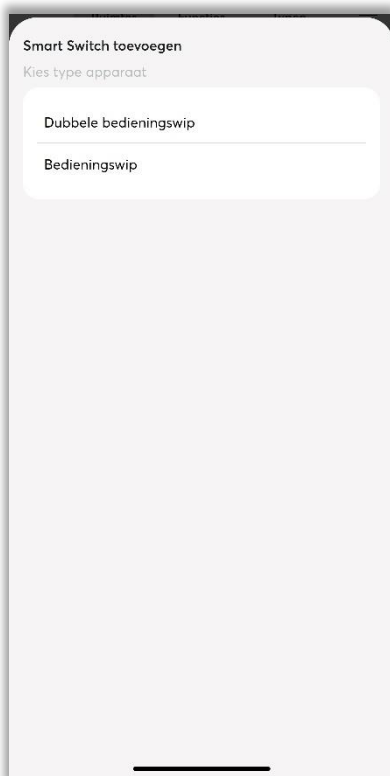 Smart Switch toevoegen
Kies type apparaat
Dubbele bedieningswip
Bedieningswip